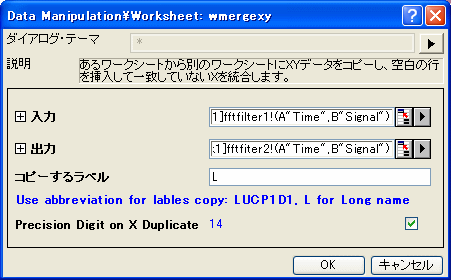 Data Manipulation¥Worksheet: wmergexy
ダイアログ・テーマ
*
説明
あるワークシートから別のワークシートにXYデータをコピーし、空白の行
を挿入して一致していないXを統合します。
入力
1]fftfilter1!(A"Time",B"Signal")
出力
:1]fftfilter2!(A"Time",B"Signal")
コピーするラベル
L
Use abbreviation for lables copy: LUCP1D1, L for Long name
Precision Digit on X Duplicate
14
OK
キャンセル